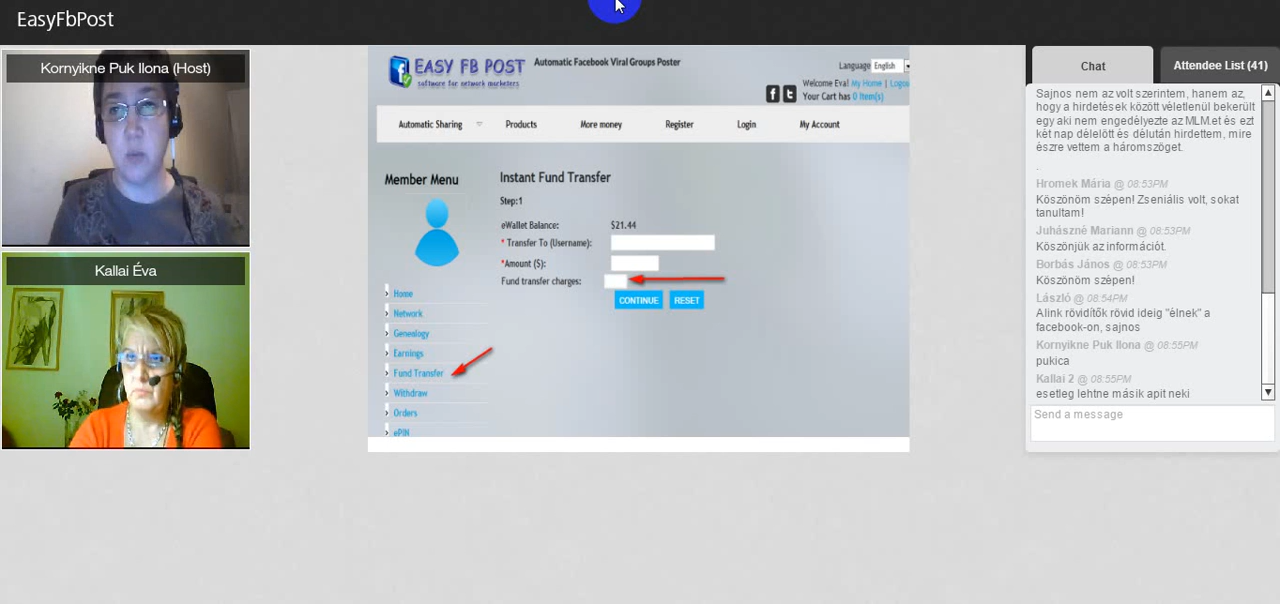 EasyFbPost
Kornyikne Puk Ilona (Host)
Kallai Éva
EASY FB POST
software for network marketers
Automatic Facebook Viral Groups Poster
Language English
Welcome Eva! My Home | Logou
Your Cart has 0 Item(s)
Automatic Sharing
Products
More money
Register
Login
My Account
Member Menu
Home
Network
Genealogy
Earnings
Fund Transfer
Withdraw
Orders
ePIN
Instant Fund Transfer
Step:1
eWallet Balance: $21.44
* Transfer To (Username):
*Amount ($):
Fund transfer charges:
CONTINUE RESET
Chat
Attendee List (41)
Sajnos nem az volt szerintem, hanem az,
hogy a hirdetések között véletlenül bekerült
egy aki nem engedélyezte az MLM.et és ezt
két nap délelött és délután hirdettem, mire
észre vettem a háromszöget.
.
Hromek Mária @ 08:53PM
Köszönöm szépen! Zseniális volt, sokat
tanultam!
Juhászné Mariann @ 08:53PM
Köszönjük az információt.
Borbás János @ 08:53PM
Köszönöm szépen!
László @ 08:54PM
Alink rövidítők rövid ideig "élnek" a
facebook-on, sajnos
Kornyikne Puk Ilona @ 08:55PM
pukica
Kallai 2 @ 08:55PM
esetleg lehtne másik apit neki
Send a message